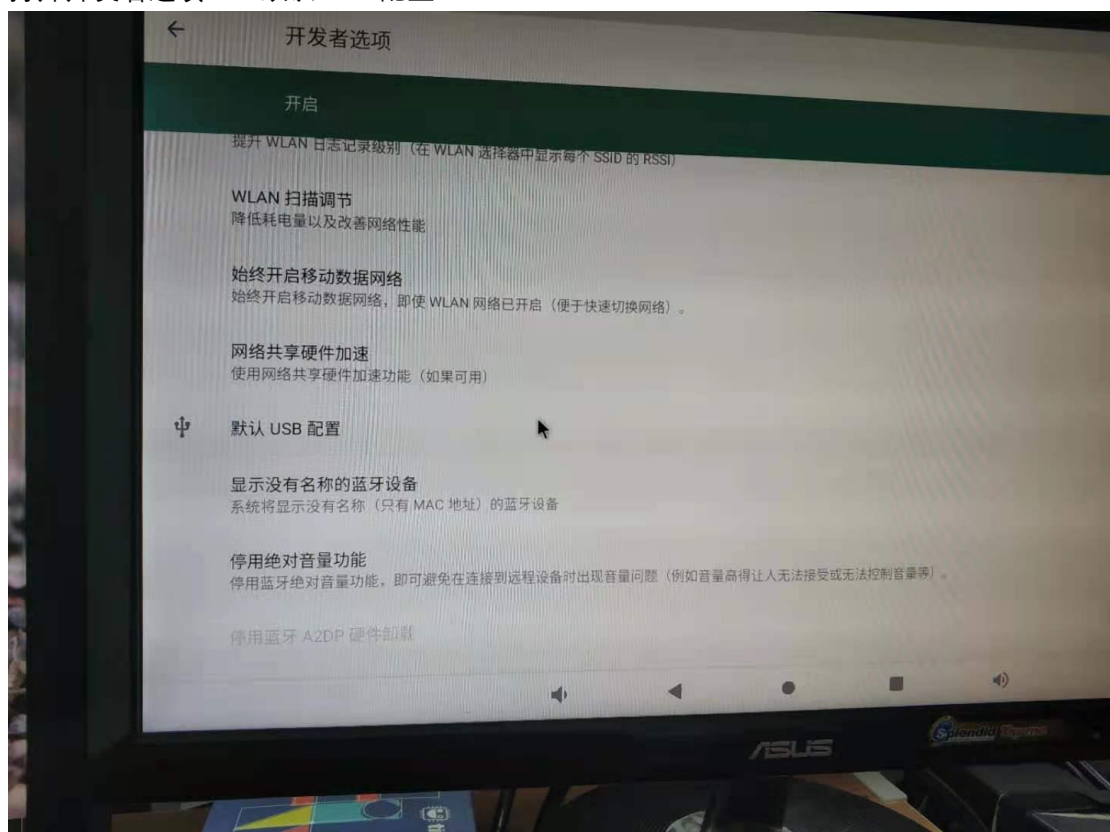 开发者选项
开启
提升 WLAN 日志记录级别（在 WLAN 选择器中显示每个 SSID 的 RSSI）
WLAN 扫描调节
降低耗电量以及改善网络性能
始终开启移动数据网络
始终开启移动数据网络，即使 WLAN 网络已开启（便于快速切换网络）。
网络共享硬件加速
使用网络共享硬件加速功能（如果可用）
默认 USB 配置
显示没有名称的蓝牙设备
系统将显示没有名称（只有 MAC 地址）的蓝牙设备
停用绝对音量功能
停用蓝牙绝对音量功能，即可避免在连接到远程设备时出现音量问题（例如音量高得让人无法接受或无法控制音量等）。
停用蓝牙 A2DP 硬件卸载
ASUS
Splendid